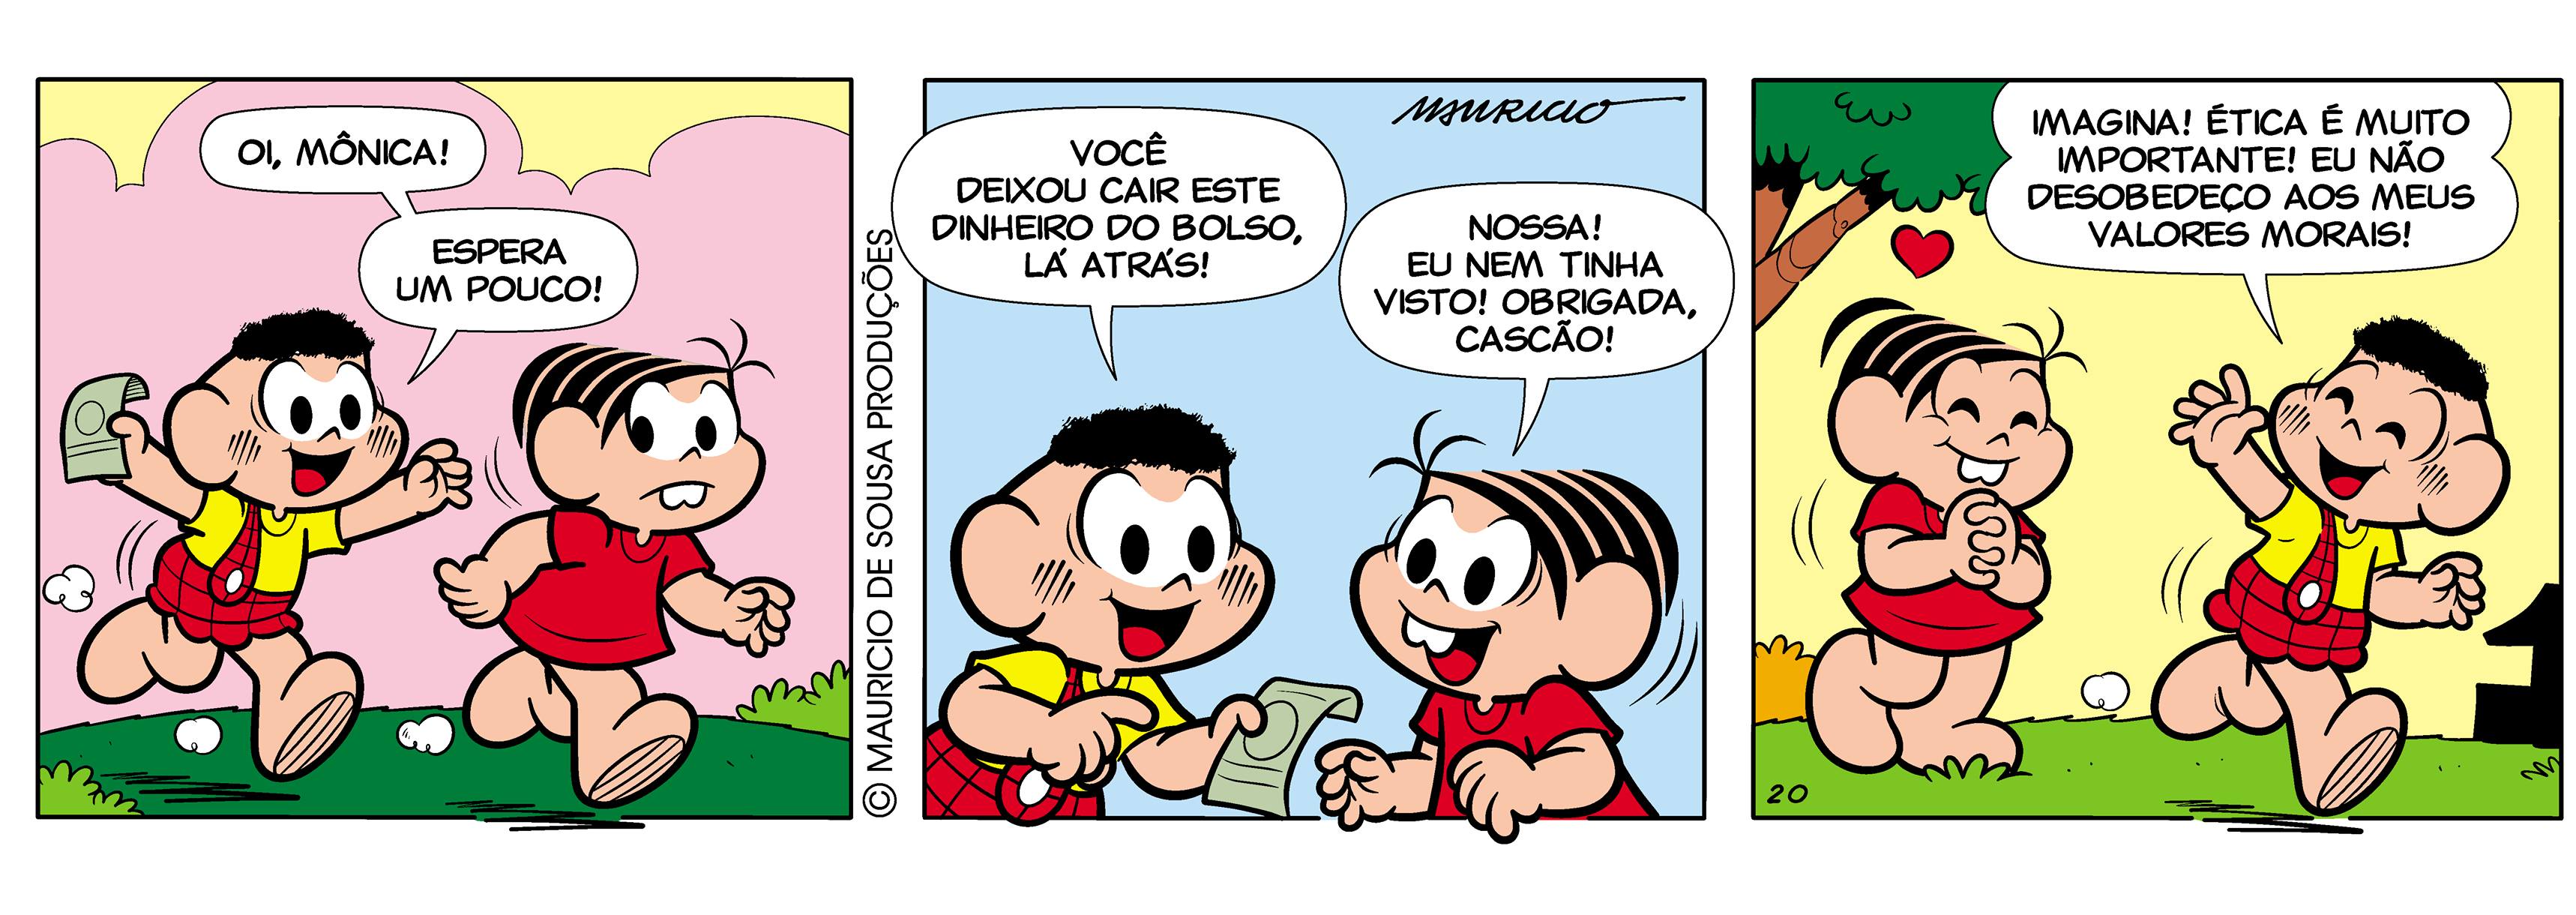 OI, MÔNICA!
ESPERA
UM POUCO!
© MAURICIO DE SOUSA PRODUÇÕES
VOCÊ
DEIXOU CAIR ESTE
DINHEIRO DO BOLSO,
LÁ ATRÁS!
NOSSA!
EU NEM TINHA
VISTO! OBRIGADA,
CASCÃO!
MAURICIO
IMAGINA! ÉTICA É MUITO
IMPORTANTE! EU NÃO
DESOBEDEÇO AOS MEUS
VALORES MORAIS!
1
20